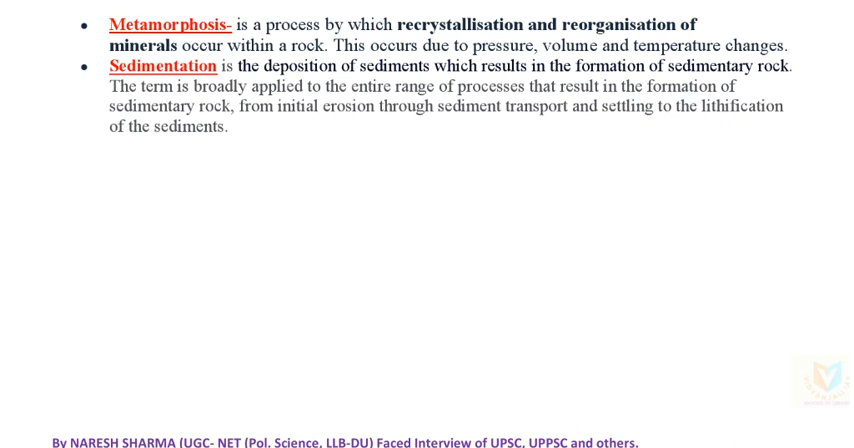 • Metamorphosis- is a process by which recrystallisation and reorganisation of
minerals occur within a rock. This occurs due to pressure, volume and temperature changes.
• Sedimentation is the deposition of sediments which results in the formation of sedimentary rock.
The term is broadly applied to the entire range of processes that result in the formation of
sedimentary rock, from initial erosion through sediment transport and settling to the lithification
of the sediments.
By NARESH SHARMA (UGC- NET (Pol. Science, LLB-DU) Faced Interview of UPSC, UPPSC and others.